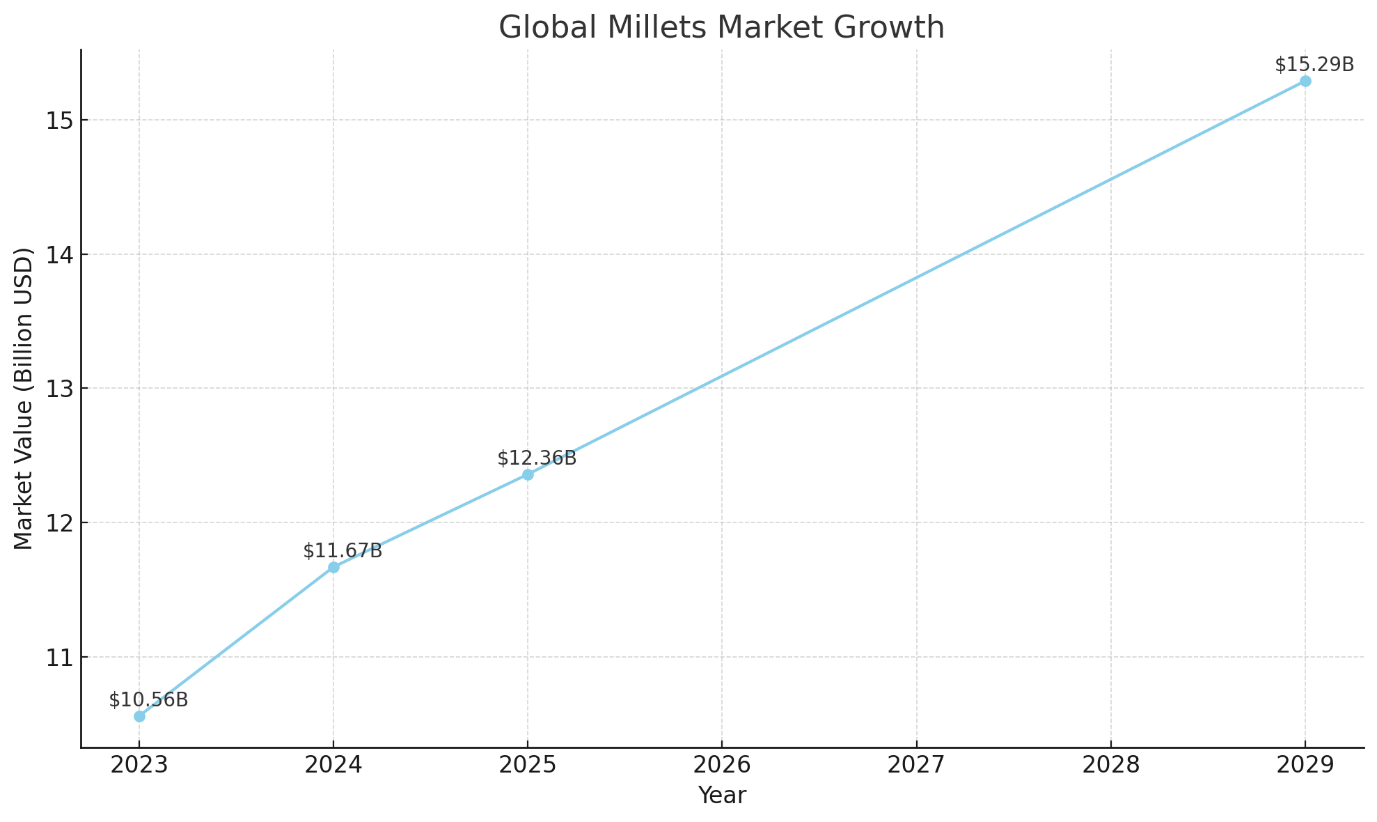 Global Millets Market Growth
$15.29B
15
14
Market Value (Billion USD)
13
$12.36B
12
$11.67B
11
$10.56B
2023 2024 2025 2026 2027 2028 2029
Year